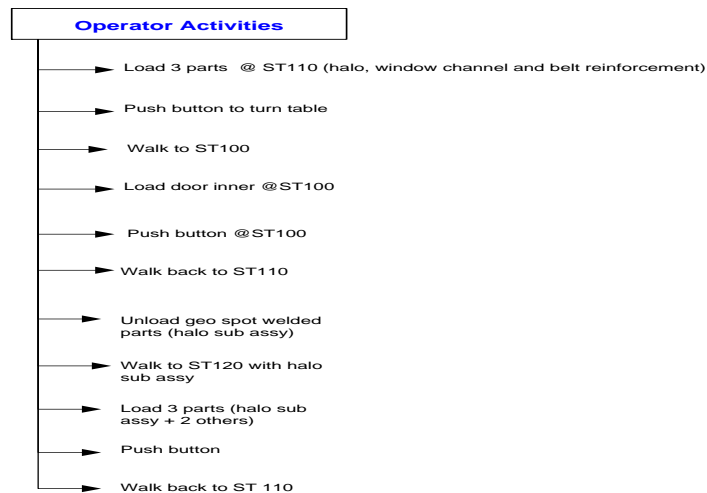 Operator Activities
Load 3 parts @ ST110 (halo, window channel and belt reinforcement)
Push button to turn table
Walk to ST100
Load door inner @ST100
Push button @ST100
Walk back to ST110
Unload geo spot welded
parts (halo sub assy)
Walk to ST120 with halo
sub assy
Load 3 parts (halo sub
assy + 2 others)
Push button
Walk back to ST 110